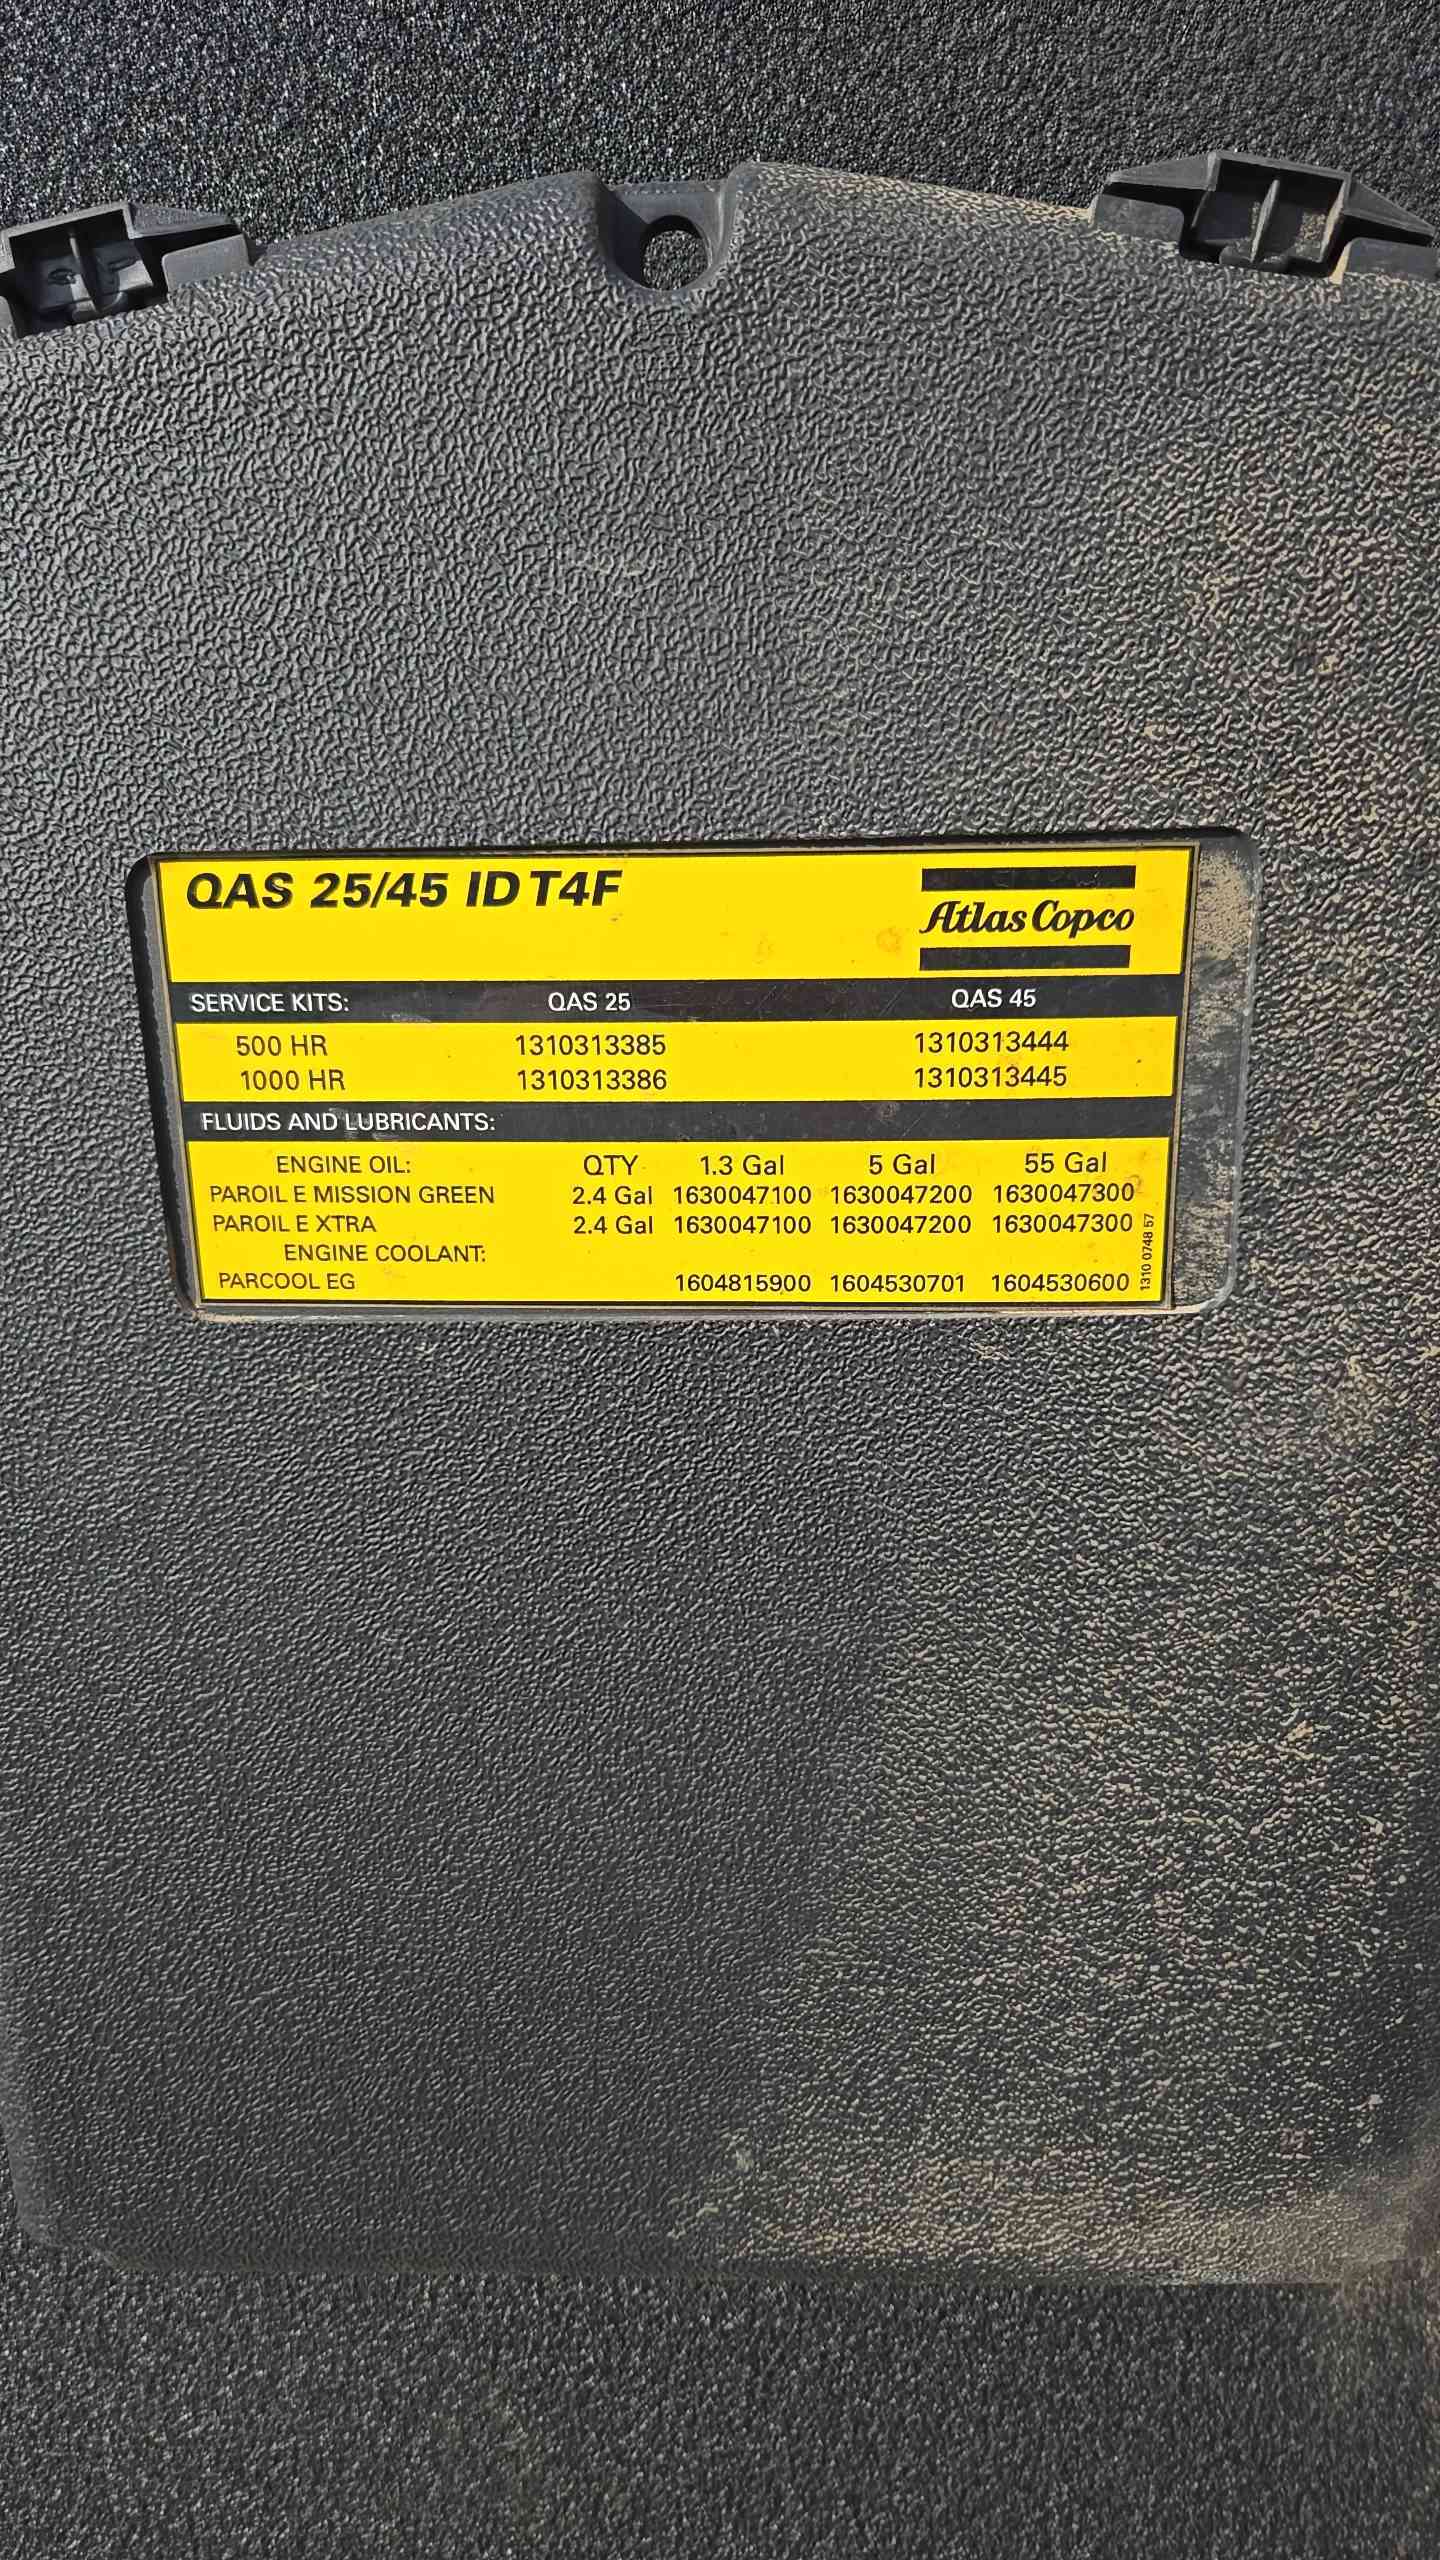 QAS 25/45 ID T4F
Atlas Copco
SERVICE KITS: QAS 25 QAS 45
500 HR 1310313385 1310313444
1000 HR 1310313386 1310313445
FLUIDS AND LUBRICANTS:
ENGINE OIL: QTY 1.3 Gal 5 Gal 55 Gal
PAROIL E MISSION GREEN 2.4 Gal 1630047100 1630047200 1630047300
PAROIL E XTRA 2.4 Gal 1630047100 1630047200 1630047300
ENGINE COOLANT:
PARCOOL EG 1604815900 1604530701 1604530600
1310 0748 57